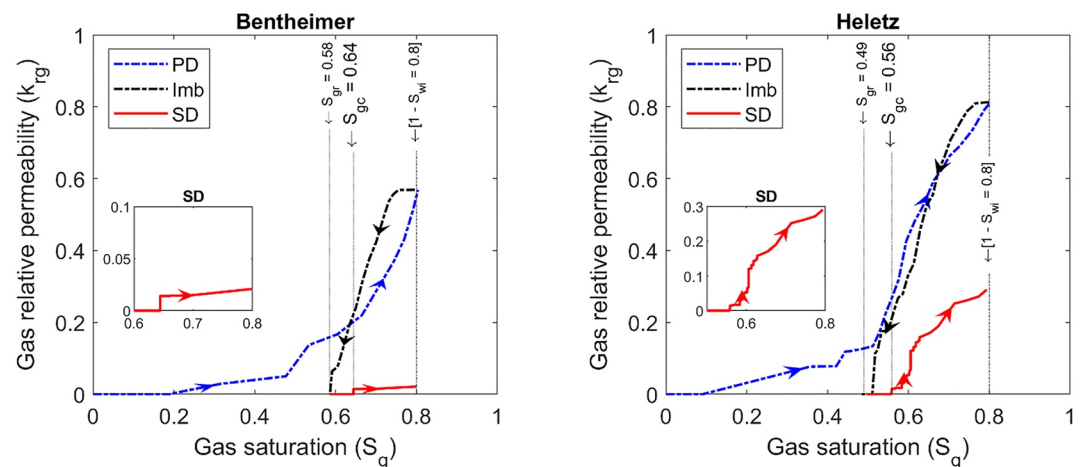 Bentheimer
Gas relative permeability (krg)
1
0.8
0.6
0.4
0.2
0
PD
Imb
SD
← Sgr = 0.58
← Sgc = 0.64
←[1 - Swi = 0.8]
SD
0.1
0.05
0
0.6
0.7
0.8
0
0.2
0.4
0.6
0.8
1
Gas saturation (Sg)
Heletz
Gas relative permeability (krg)
1
0.8
0.6
0.4
0.2
0
PD
Imb
SD
← Sgr = 0.49
← Sgc = 0.56
←[1 - Swi = 0.8]
SD
0.3
0.2
0.1
0
0.6
0.8
0
0.2
0.4
0.6
0.8
1
Gas saturation (Sg)